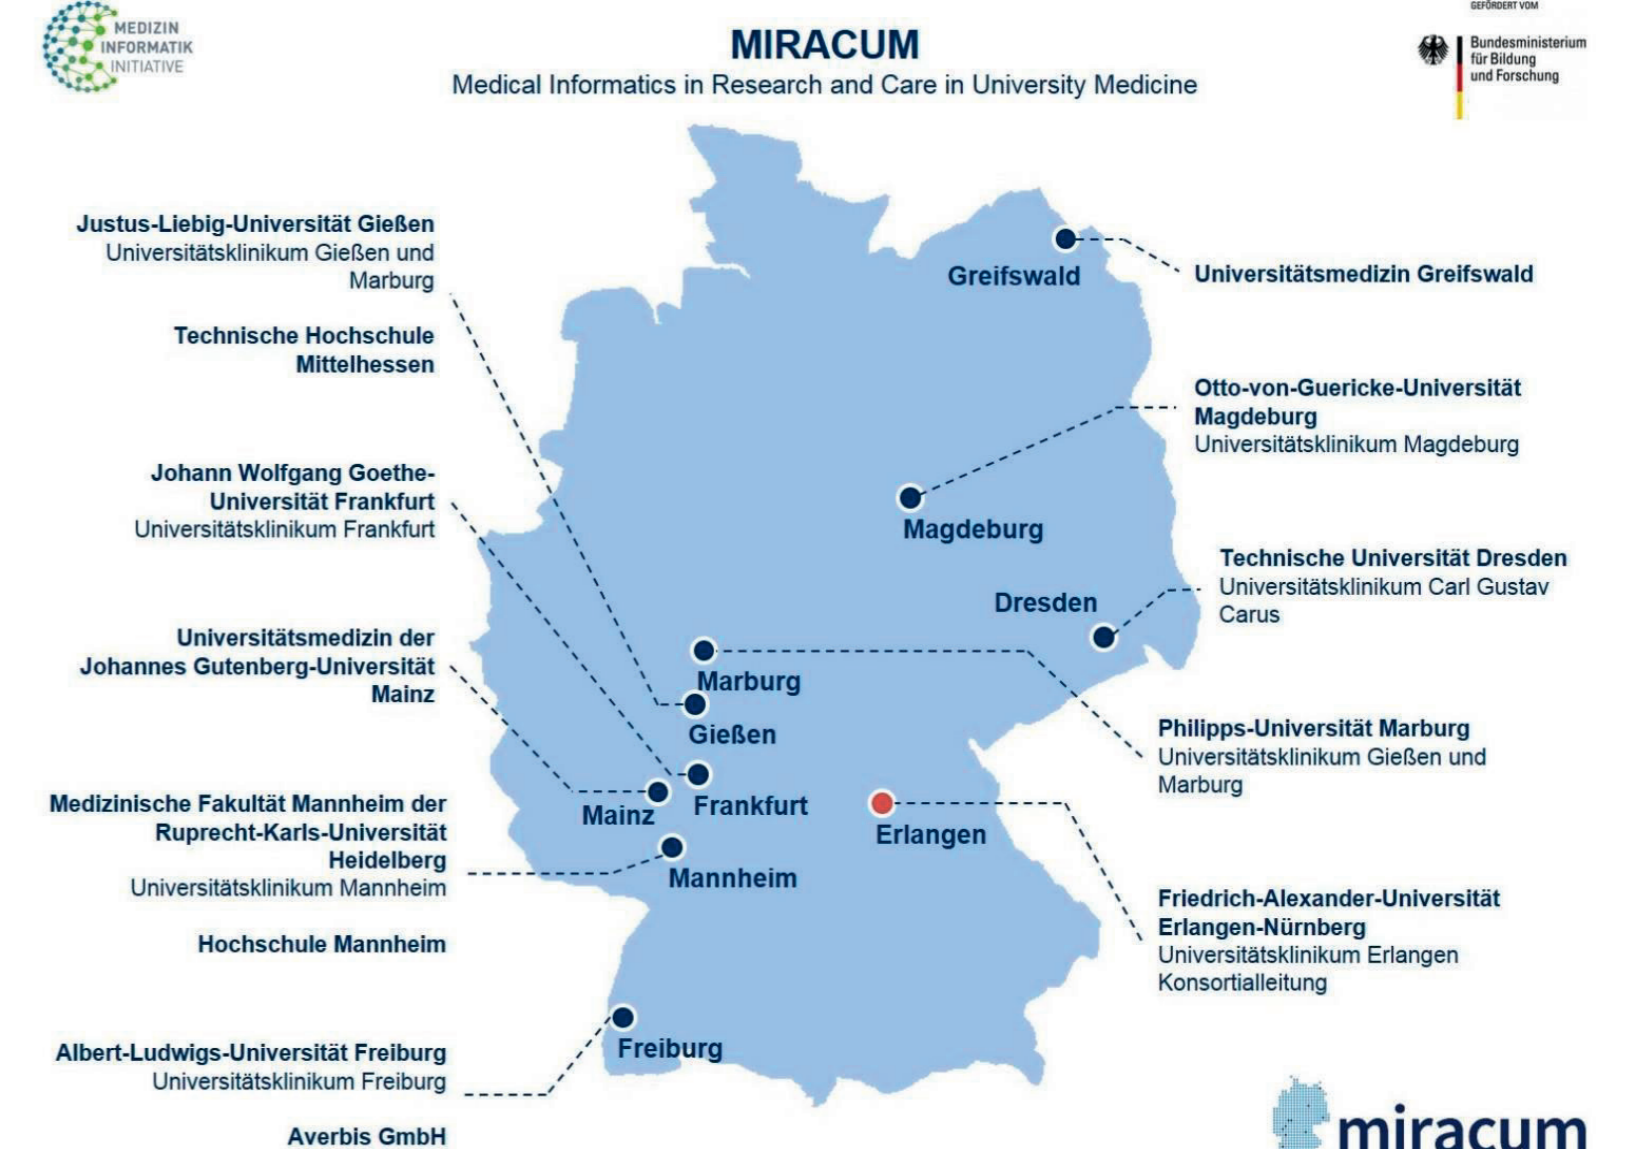 MEDIZIN
INFORMATIK
INITIATIVE
MIRACUM
Medical Informatics in Research and Care in University Medicine
GEFÖRDERT VOM
Bundesministerium
für Bildung
und Forschung
Justus-Liebig-Universität Gießen
Universitätsklinikum Gießen und
Marburg
Technische Hochschule
Mittelhessen
Johann Wolfgang Goethe-
Universität Frankfurt
Universitätsklinikum Frankfurt
Universitätsmedizin der
Johannes Gutenberg-Universität
Mainz
Medizinische Fakultät Mannheim der
Ruprecht-Karls-Universität
Heidelberg
Universitätsklinikum Mannheim
Hochschule Mannheim
Albert-Ludwigs-Universität Freiburg
Universitätsklinikum Freiburg
Averbis GmbH
Greifswald
Magdeburg
Dresden
Marburg
Gießen
Frankfurt
Mainz
Erlangen
Mannheim
Freiburg
Universitätsmedizin Greifswald
Otto-von-Guericke-Universität
Magdeburg
Universitätsklinikum Magdeburg
Technische Universität Dresden
Universitätsklinikum Carl Gustav
Carus
Philipps-Universität Marburg
Universitätsklinikum Gießen und
Marburg
Friedrich-Alexander-Universität
Erlangen-Nürnberg
Universitätsklinikum Erlangen
Konsortialleitung
miracum